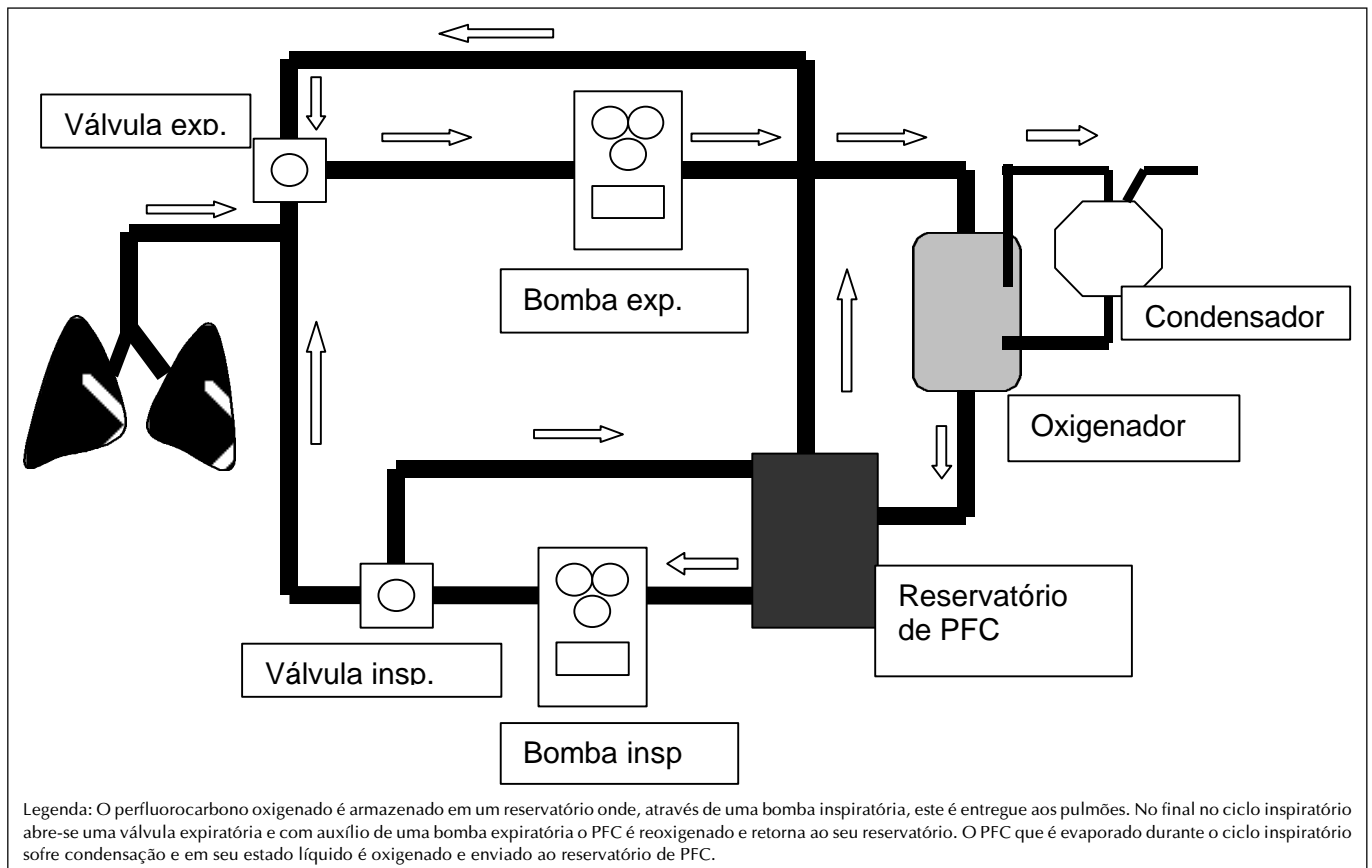 Válvula exp.
Bomba exp.
Condensador
Oxigenador
Reservatório
de PFC
Válvula insp.
Bomba insp
Legenda: O perfluorocarbono oxigenado é armazenado em um reservatório onde, através de uma bomba inspiratória, este é entregue aos pulmões. No final no ciclo inspiratório
abre-se uma válvula expiratória e com auxílio de uma bomba expiratória o PFC é reoxigenado e retorna ao seu reservatório. O PFC que é evaporado durante o ciclo inspiratório
sofre condensação e em seu estado líquido é oxigenado e enviado ao reservatório de PFC.